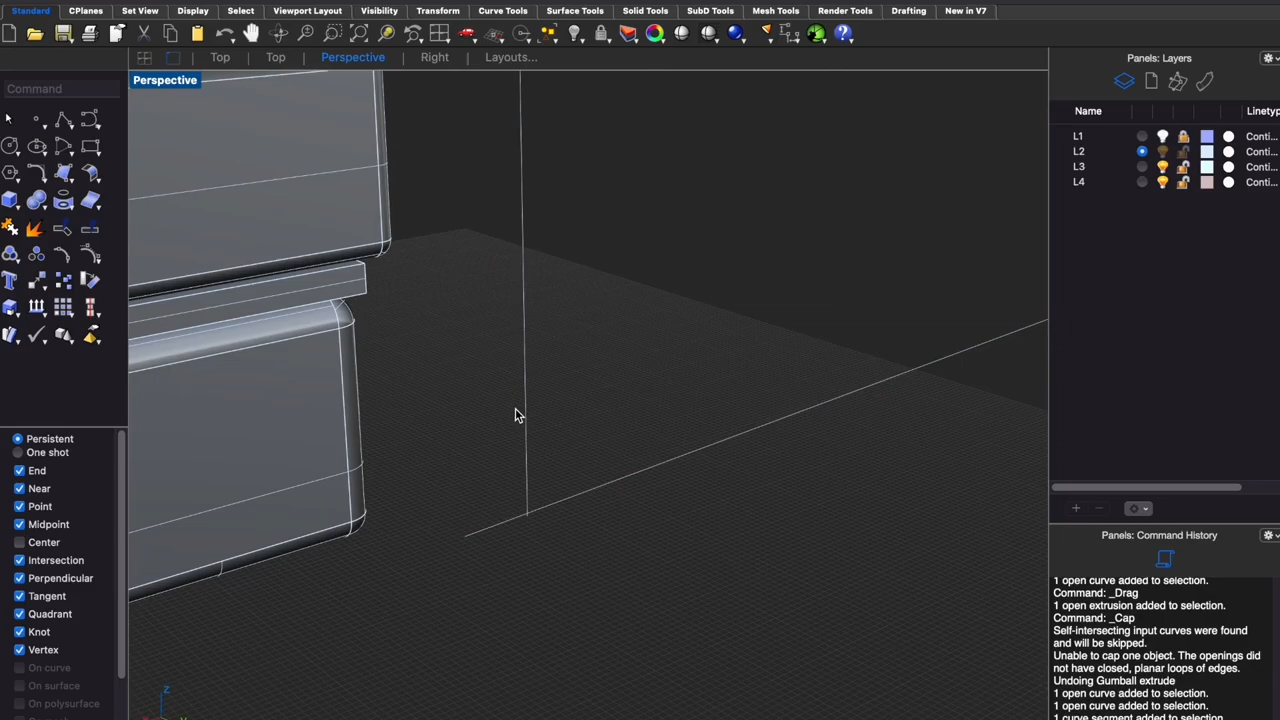 Standard CPlanes Set View Display Select Viewport Layout Visibility Transform Curve Tools Surface Tools Solid Tools SubD Tools Mesh Tools Render Tools Drafting New in V7
Top Top Perspective Right Layouts...
Perspective
Command
Persistent
One shot
End
Near
Point
Midpoint
Center
Intersection
Perpendicular
Tangent
Quadrant
Knot
Vertex
On curve
On surface
On polysurface
z
Panels: Layers
Name Linetyp
L1 Conti...
L2 Conti...
L3 Conti...
L4 Conti...
Panels: Command History
1 open curve added to selection.
Command: _Drag
1 open extrusion added to selection.
Command: _Cap
Self-intersecting input curves were found
and will be skipped.
Unable to cap one object. The openings did
not have closed, planar loops of edges.
Undoing Gumball extrude
1 open curve added to selection.
1 open curve added to selection.
1 curve segment added to selection.